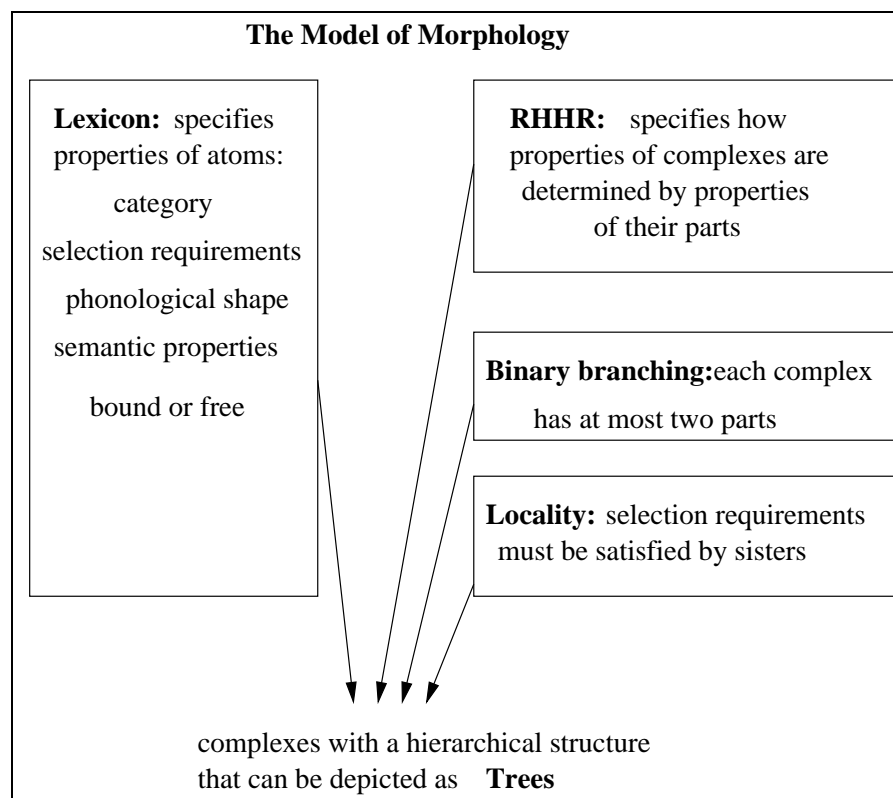 The Model of Morphology
Lexicon: specifies
properties of atoms:
category
selection requirements
phonological shape
semantic properties
bound or free
RHHR: specifies how
properties of complexes are
determined by properties
of their parts
Binary branching:each complex
has at most two parts
Locality: selection requirements
must be satisfied by sisters
complexes with a hierarchical structure
that can be depicted as Trees